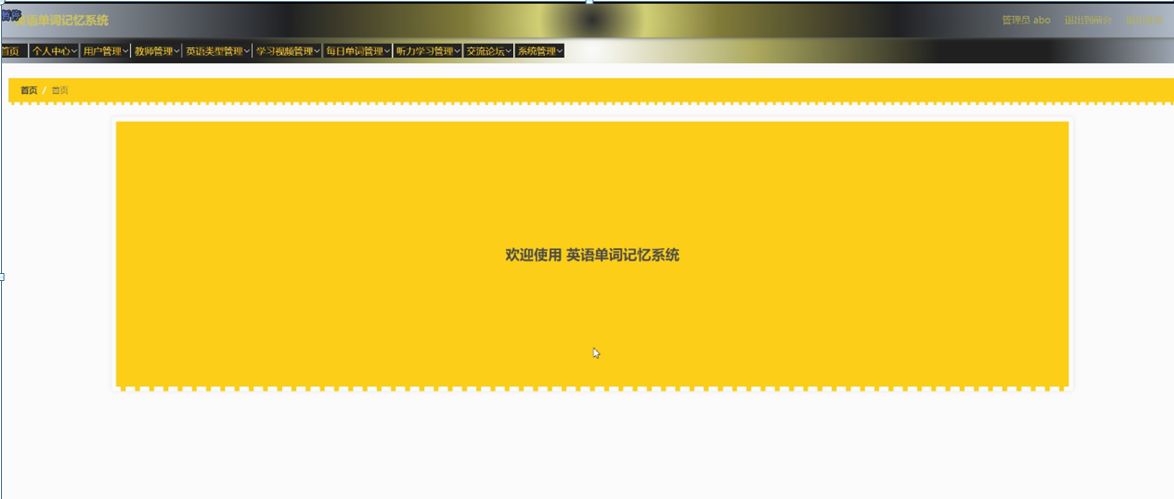 英语单词记忆系统
管理员 abo 退出到前台
首页 个人中心 用户管理 教师管理 英语类型管理 学习视频管理 每日单词管理 听力学习管理 交流论坛 系统管理
首页 / 首页
欢迎使用 英语单词记忆系统